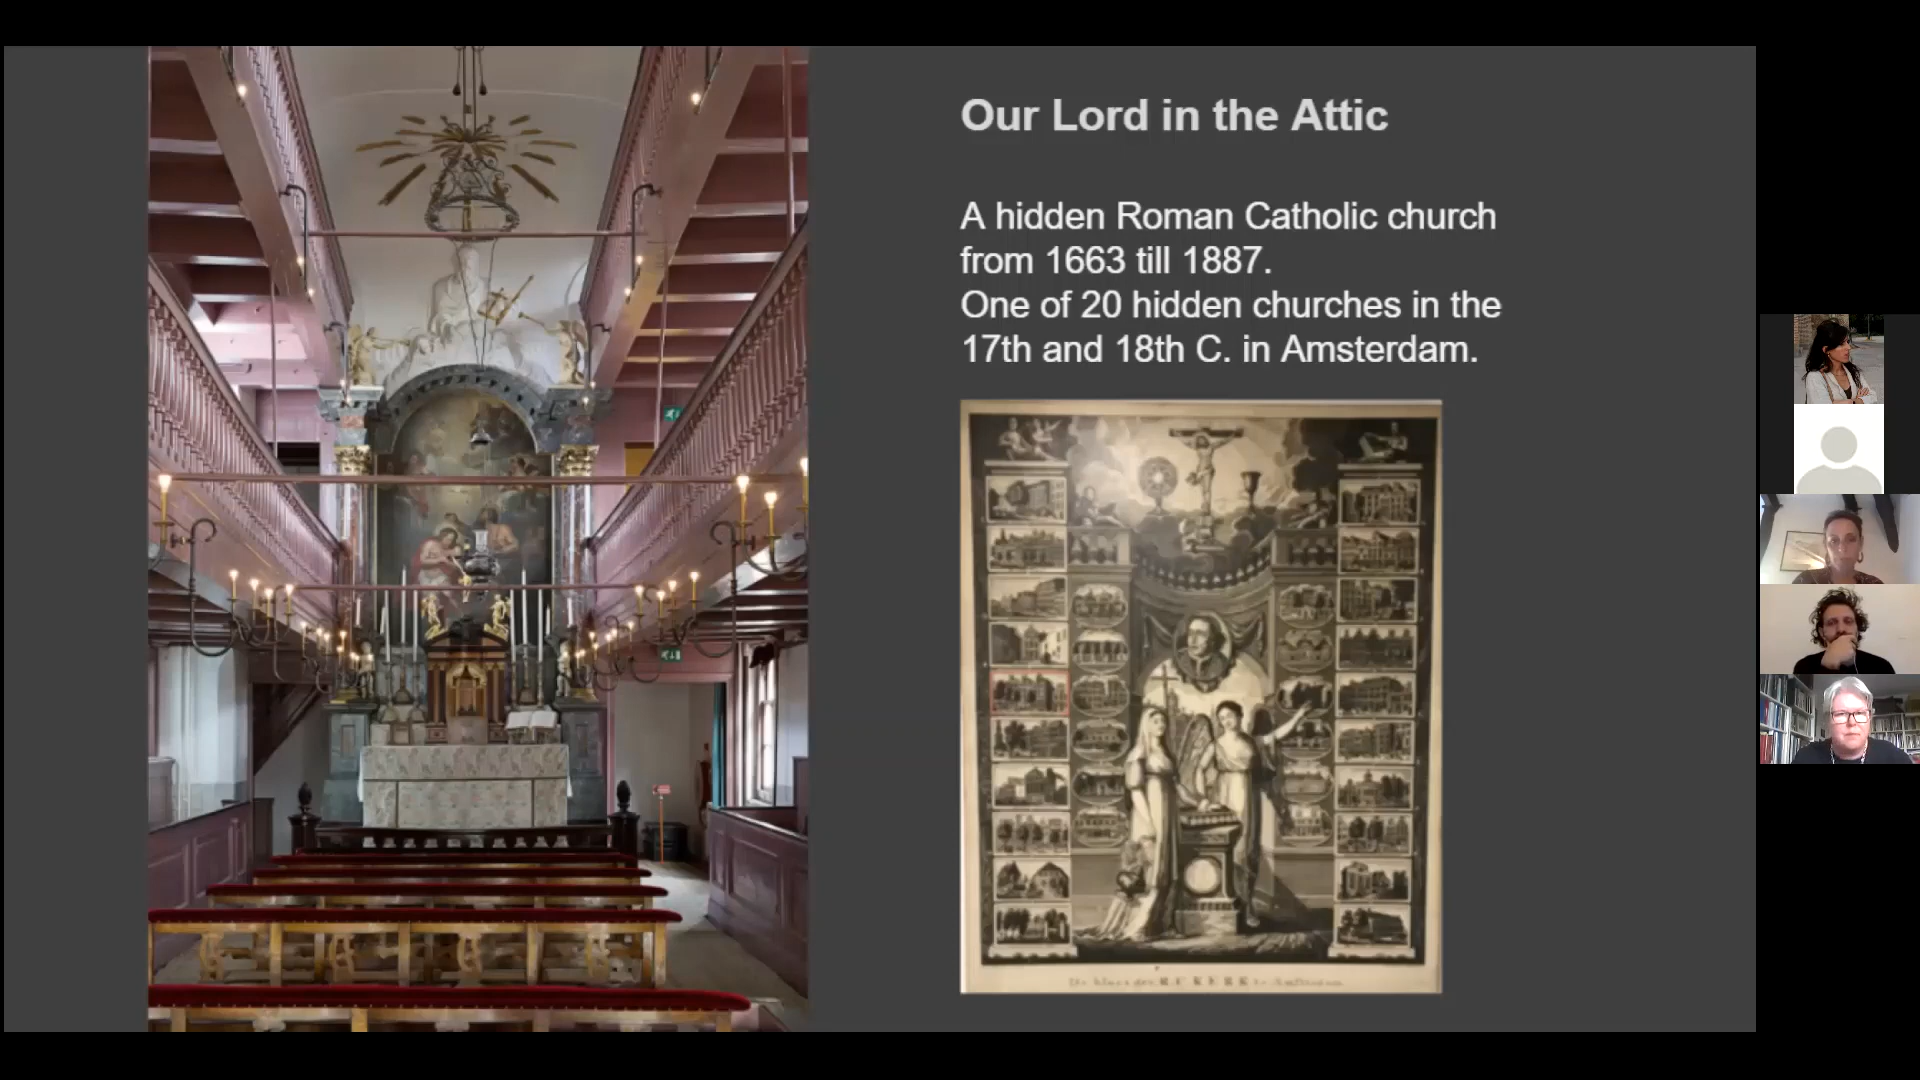 Our Lord in the Attic
A hidden Roman Catholic church
from 1663 till 1887.
One of 20 hidden churches in the
17th and 18th C. in Amsterdam.